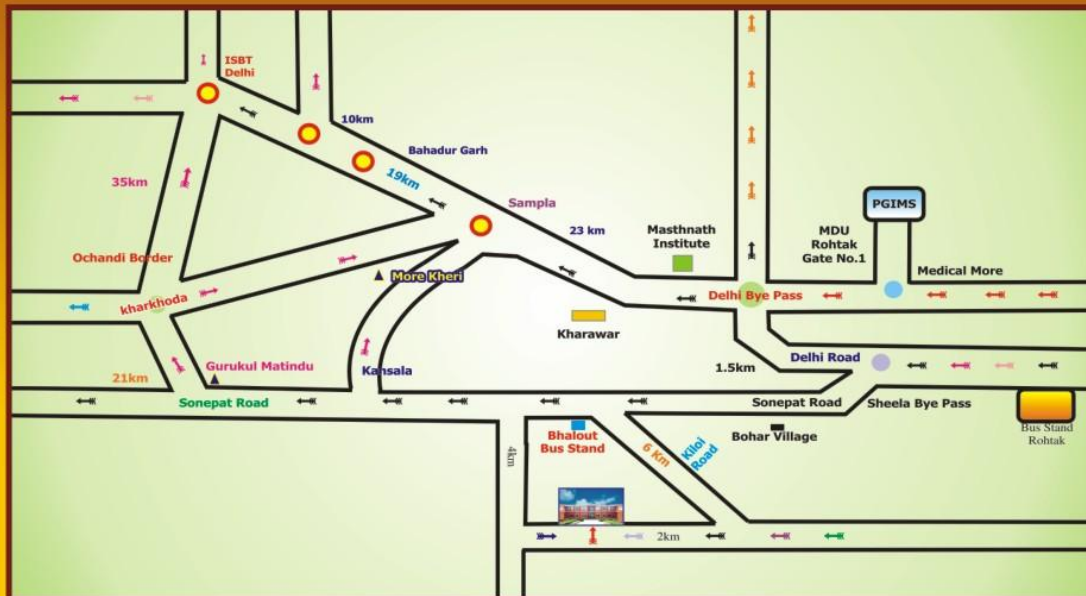 ISBT
Delhi
10km
Bahadur Garh
19km
35km
Sampla
PGIMS
23 km
Masthnath
Institute
MDU
Rohtak
Gate No.1
Ochandi Border
More Kheri
Medical More
kharkhoda
Delhi Bye Pass
Kharawar
Delhi Road
Gurukul Matindu
Kansala
1.5km
21km
Sonepat Road
Sonepat Road
Sheela Bye Pass
Bus Stand
Rohtak
Bhalout
Bus Stand
Bohar Village
6 Km
Kiloi
Road
4km
2km